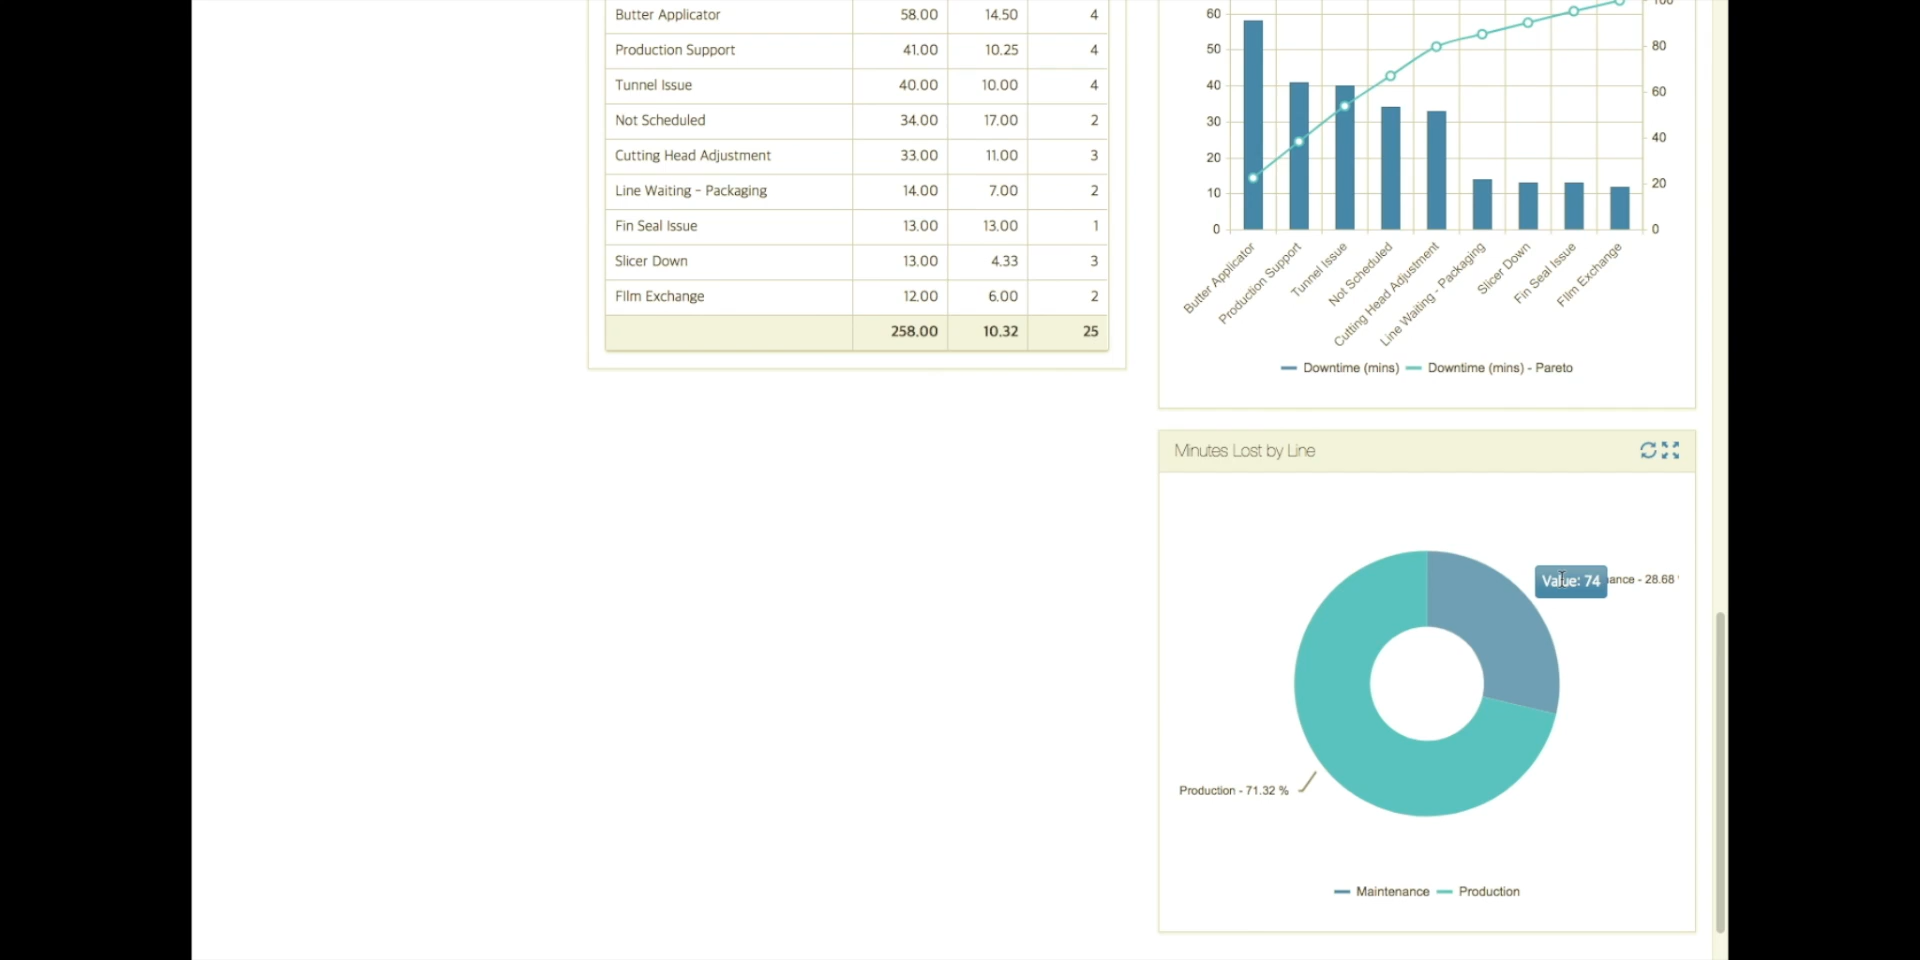 Butter Applicator 58.00 14.50 4
Production Support 41.00 10.25 4
Tunnel Issue 40.00 10.00 4
Not Scheduled 34.00 17.00 2
Cutting Head Adjustment 33.00 11.00 3
Line Waiting - Packaging 14.00 7.00 2
Fin Seal Issue 13.00 13.00 1
Slicer Down 13.00 4.33 3
FIlm Exchange 12.00 6.00 2
258.00 10.32 25
60
50
40
30
20
10
0
100
80
60
40
20
0
Butter Applicator
Production Support
Tunnel Issue
Not Scheduled
Cutting Head Adjustment
Line Waiting - Packaging
Slicer Down
Fin Seal Issue
FIlm Exchange
Downtime (mins) Downtime (mins) - Pareto
Minutes Lost by Line
Value: 74 ance - 28.68
Production - 71.32 %
Maintenance Production